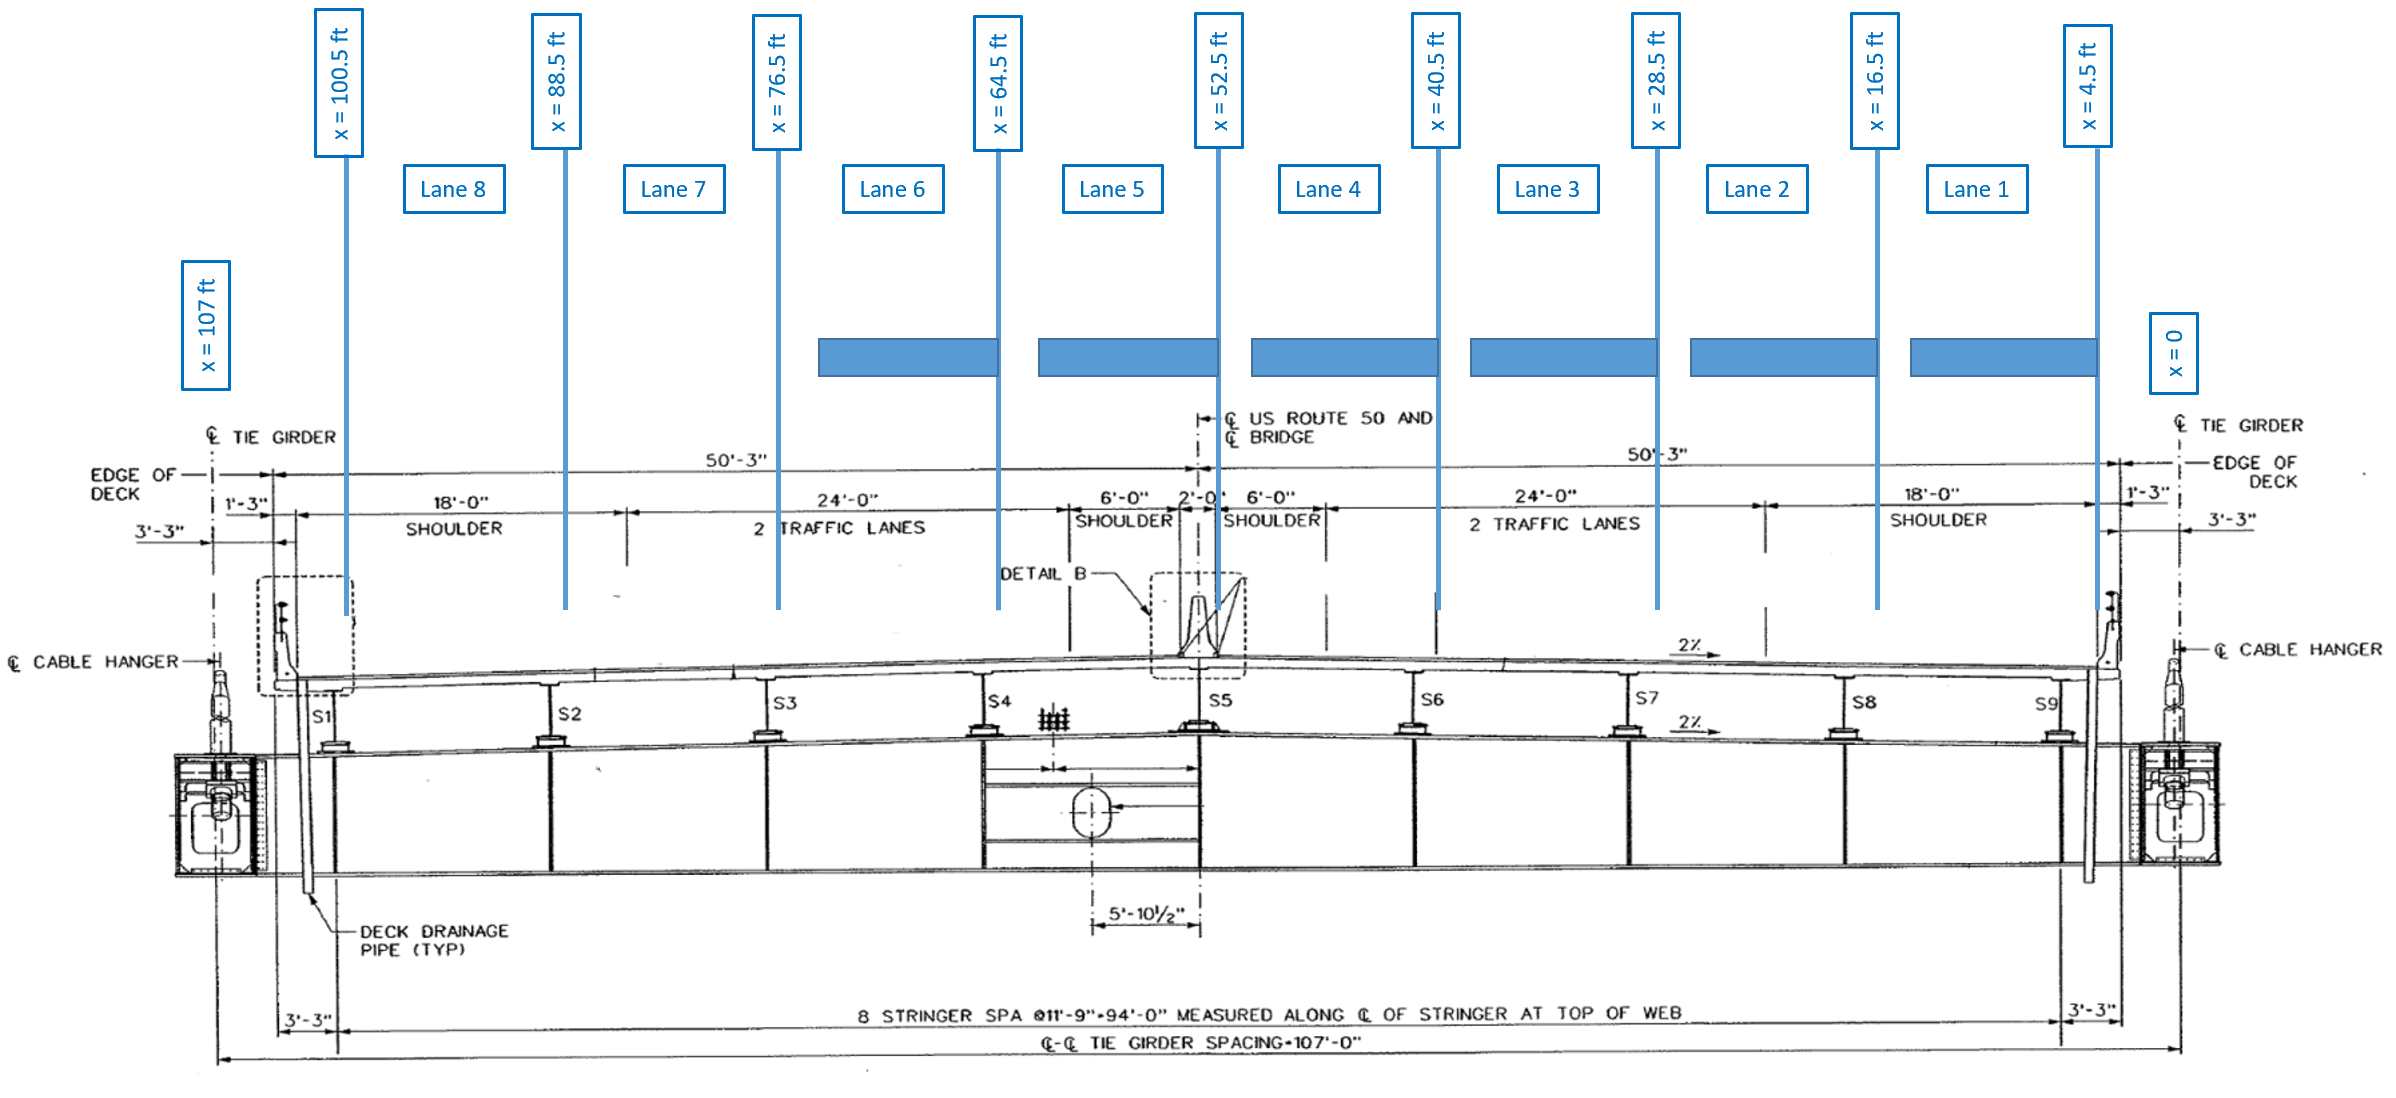 x = 100.5 ft
x = 88.5 ft
x = 76.5 ft
x = 64.5 ft
x = 52.5 ft
x = 40.5 ft
x = 28.5 ft
x = 16.5 ft
x = 4.5 ft
Lane 8
Lane 7
Lane 6
Lane 5
Lane 4
Lane 3
Lane 2
Lane 1
x = 107 ft
x = 0
℄ TIE GIRDER
℄ US ROUTE 50 AND
℄ BRIDGE
℄ TIE GIRDER
EDGE OF
DECK
50'-3"
50'-3"
EDGE OF
DECK
1'-3"
18'-0"
SHOULDER
24'-0"
2 TRAFFIC LANES
6'-0"
SHOULDER
2'-0"
6'-0"
SHOULDER
24'-0"
2 TRAFFIC LANES
18'-0"
SHOULDER
1'-3"
3'-3"
3'-3"
DETAIL B
℄ CABLE HANGER
2%
℄ CABLE HANGER
S1
S2
S3
S4
S5
S6
S7
S8
S9
2%
5'-10½"
DECK DRAINAGE
PIPE (TYP)
3'-3"
8 STRINGER SPA @11'-9"=94'-0" MEASURED ALONG ℄ OF STRINGER AT TOP OF WEB
3'-3"
℄-℄ TIE GIRDER SPACING=107'-0"